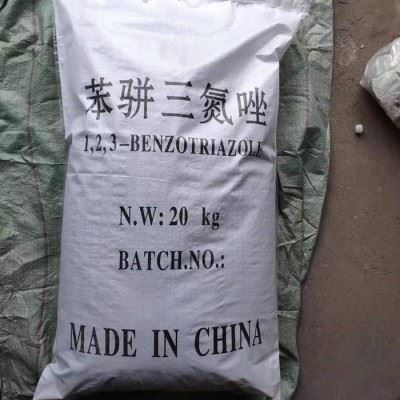 苯骈三氮唑
1,2,3-BENZOTRIAZOLE
N.W: 20 kg
BATCH.NO.:
MADE IN CHINA